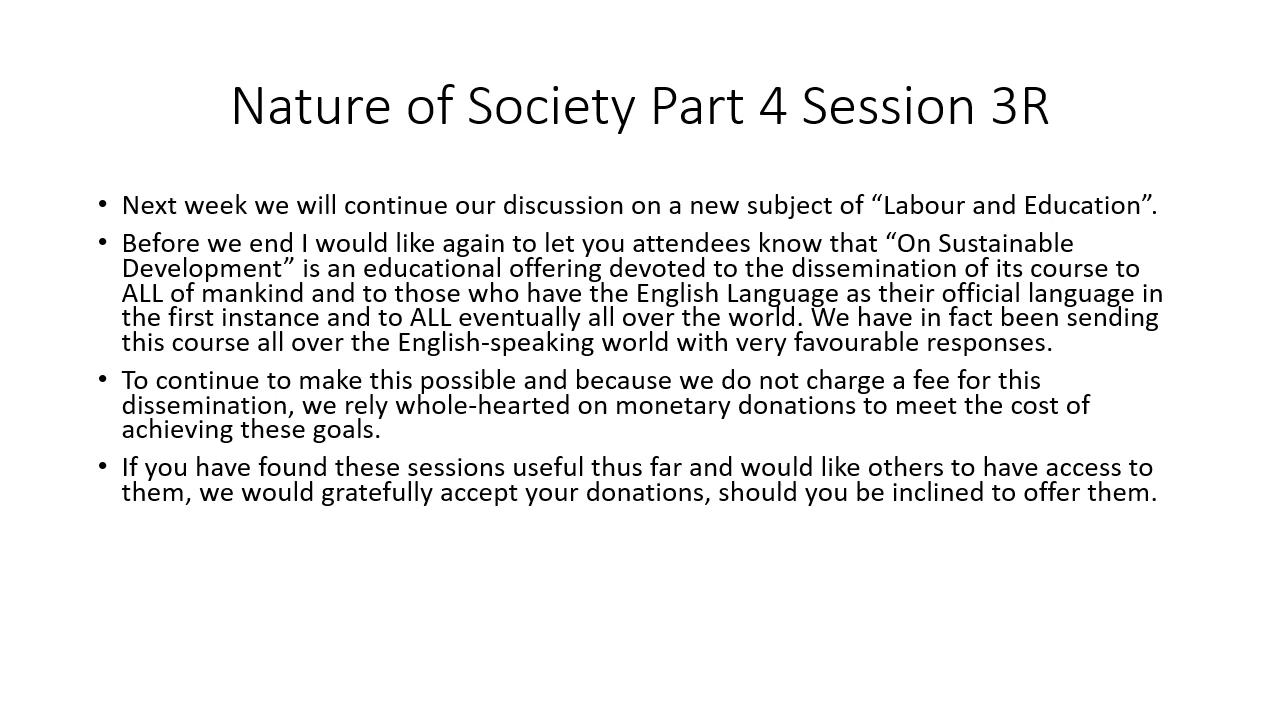 Nature of Society Part 4 Session 3R
• Next week we will continue our discussion on a new subject of “Labour and Education”.
• Before we end I would like again to let you attendees know that “On Sustainable
Development” is an educational offering devoted to the dissemination of its course to
ALL of mankind and to those who have the English Language as their official language in
the first instance and to ALL eventually all over the world. We have in fact been sending
this course all over the English-speaking world with very favourable responses.
• To continue to make this possible and because we do not charge a fee for this
dissemination, we rely whole-hearted on monetary donations to meet the cost of
achieving these goals.
• If you have found these sessions useful thus far and would like others to have access to
them, we would gratefully accept your donations, should you be inclined to offer them.